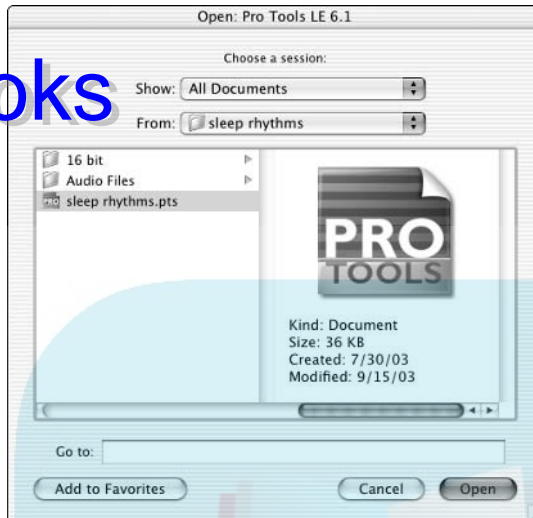 Open: Pro Tools LE 6.1
Choose a session:
oks
Show: All Documents
From: sleep rhythms
16 bit
Audio Files
PRO sleep rhythms.pts
PRO
TOOLS
Kind: Document
Size: 36 KB
Created: 7/30/03
Modified: 9/15/03
Go to:
Add to Favorites
Cancel
Open